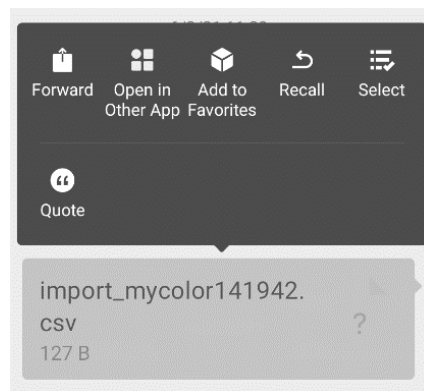 Forward
Open in
Other App
Add to
Favorites
Recall
Select
Quote
import_mycolor141942.
csv
?
127 B